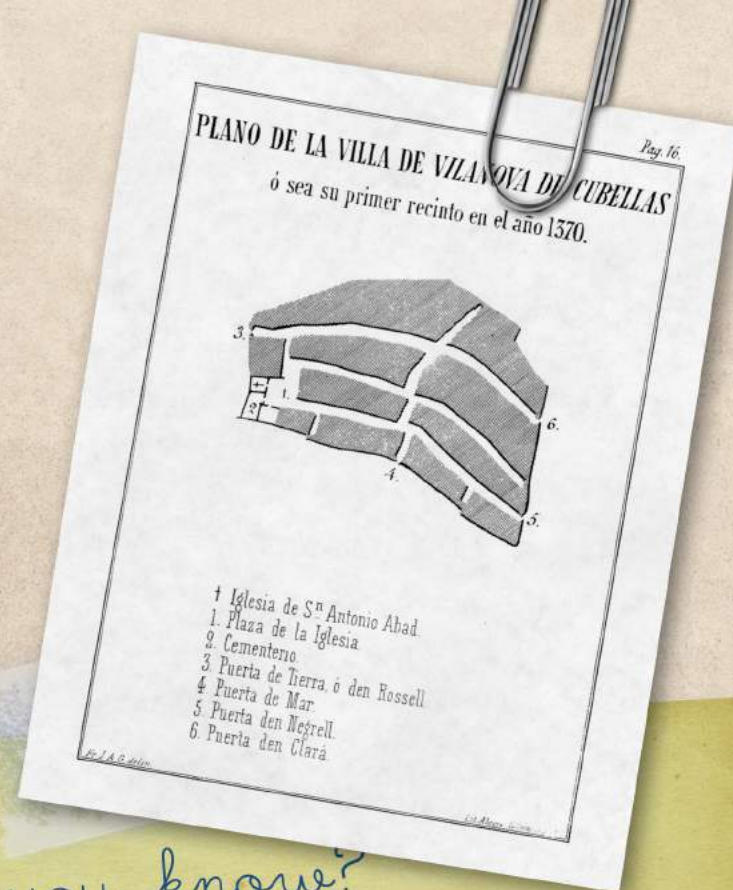 Pag. 16.
PLANO DE LA VILLA DE VILANOVA DE CUBELLAS
ó sea su primer recinto en el año 1370.
3.
1.
2
4.
6.
5.
† Iglesia de Sⁿ Antonio Abad.
1. Plaza de la Iglesia.
2. Cementerio.
3. Puerta de Tierra, ó den Rossell.
4. Puerta de Mar.
5. Puerta den Negrell.
6. Puerta den Clará.
Fr. J. A. G.
know?